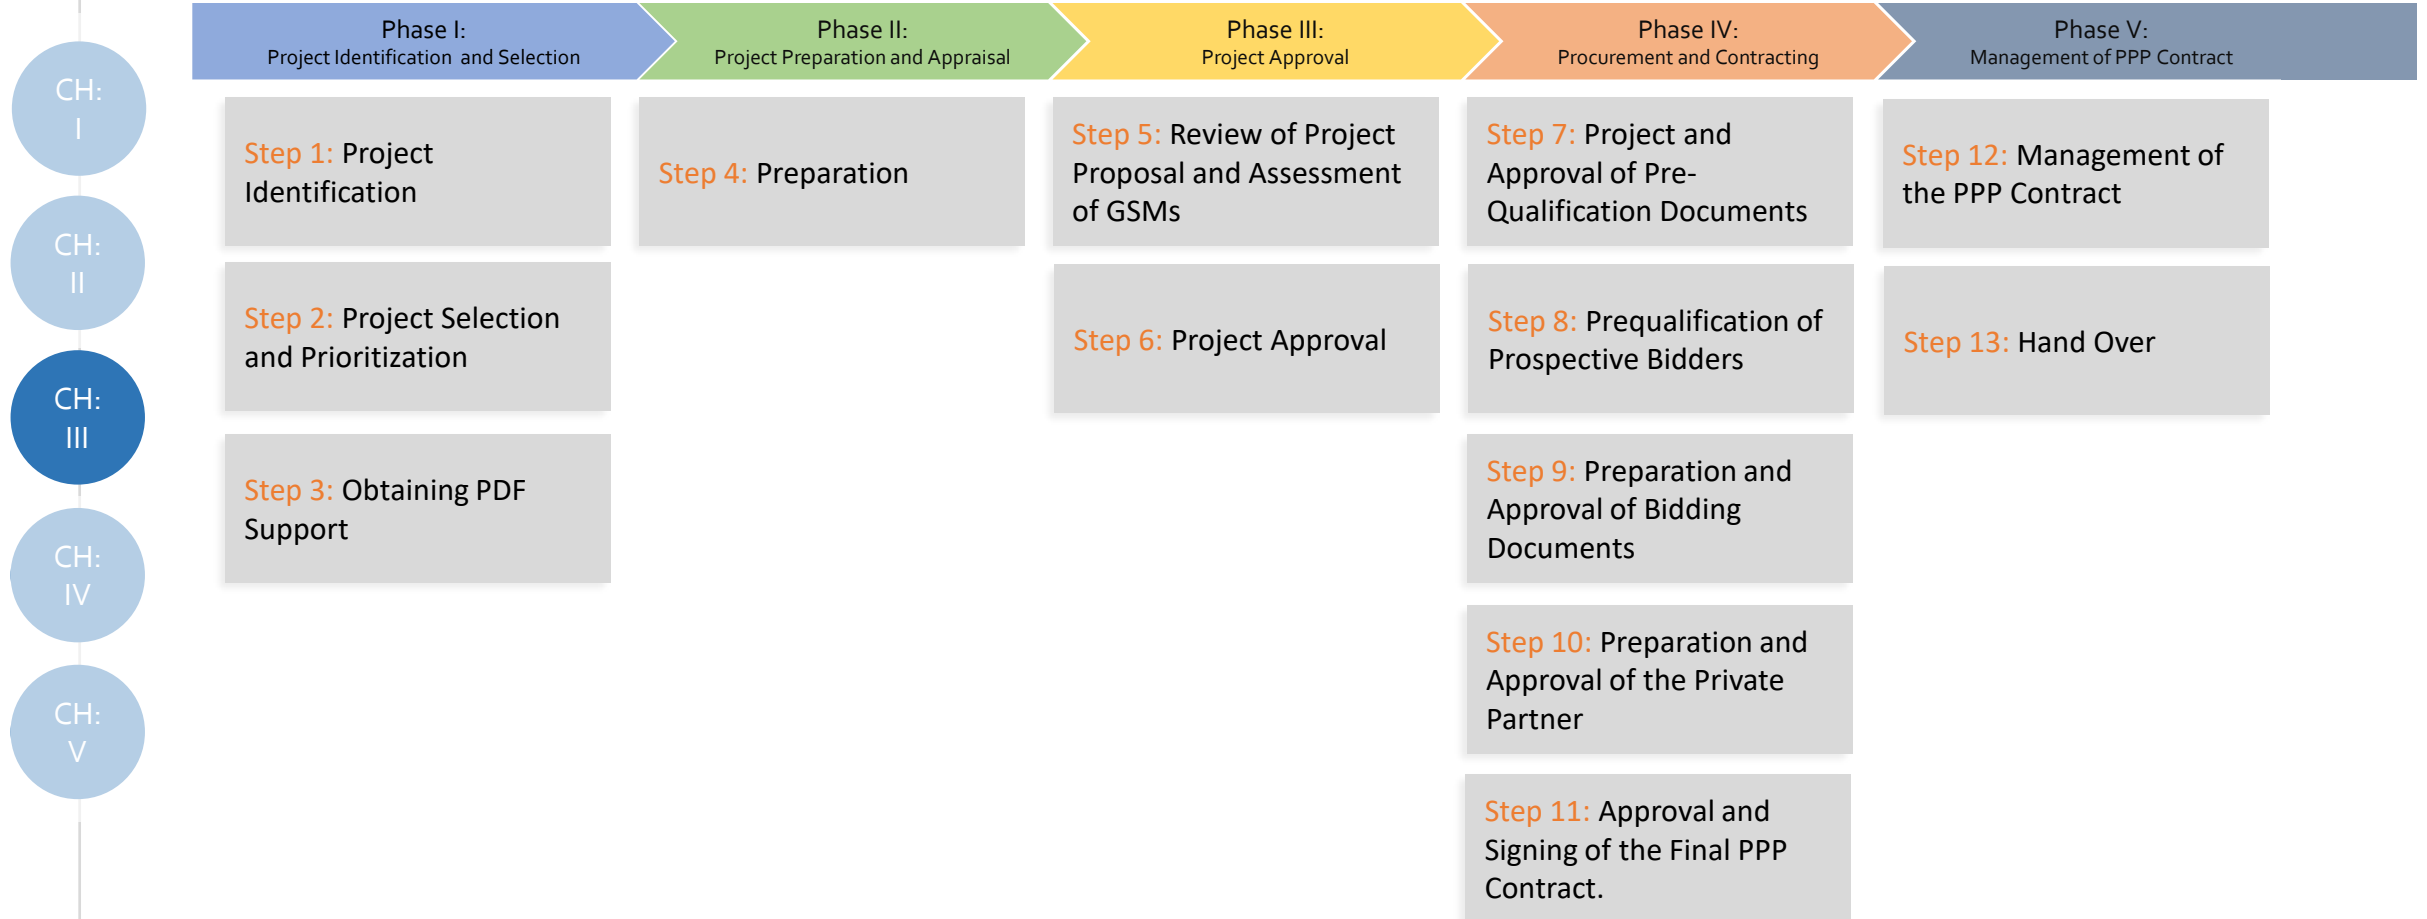 CH:
I
CH:
II
CH:
III
CH:
IV
CH:
V
Phase I:
Project Identification and Selection
Step 1: Project
Identification
Step 2: Project Selection
and Prioritization
Step 3: Obtaining PDF
Support
Phase II:
Project Preparation and Appraisal
Step 4: Preparation
Phase III:
Project Approval
Step 5: Review of Project
Proposal and Assessment
of GSMs
Step 6: Project Approval
Phase IV:
Procurement and Contracting
Step 7: Project and
Approval of Pre-
Qualification Documents
Step 8: Prequalification of
Prospective Bidders
Step 9: Preparation and
Approval of Bidding
Documents
Step 10: Preparation and
Approval of the Private
Partner
Step 11: Approval and
Signing of the Final PPP
Contract.
Phase V:
Management of PPP Contract
Step 12: Management of
the PPP Contract
Step 13: Hand Over